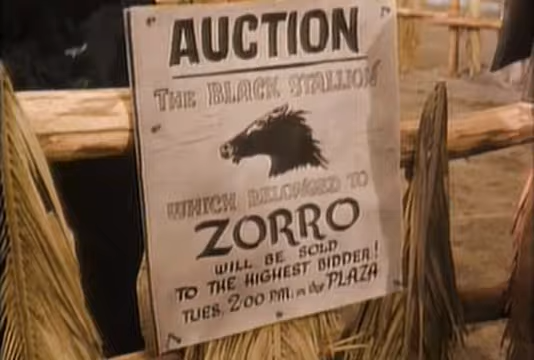 AUCTION
THE BLACK STALLION
WHICH BELONGED TO
ZORRO
WILL BE SOLD
TO THE HIGHEST BIDDER!
TUES, 2:00 P.M. in the PLAZA